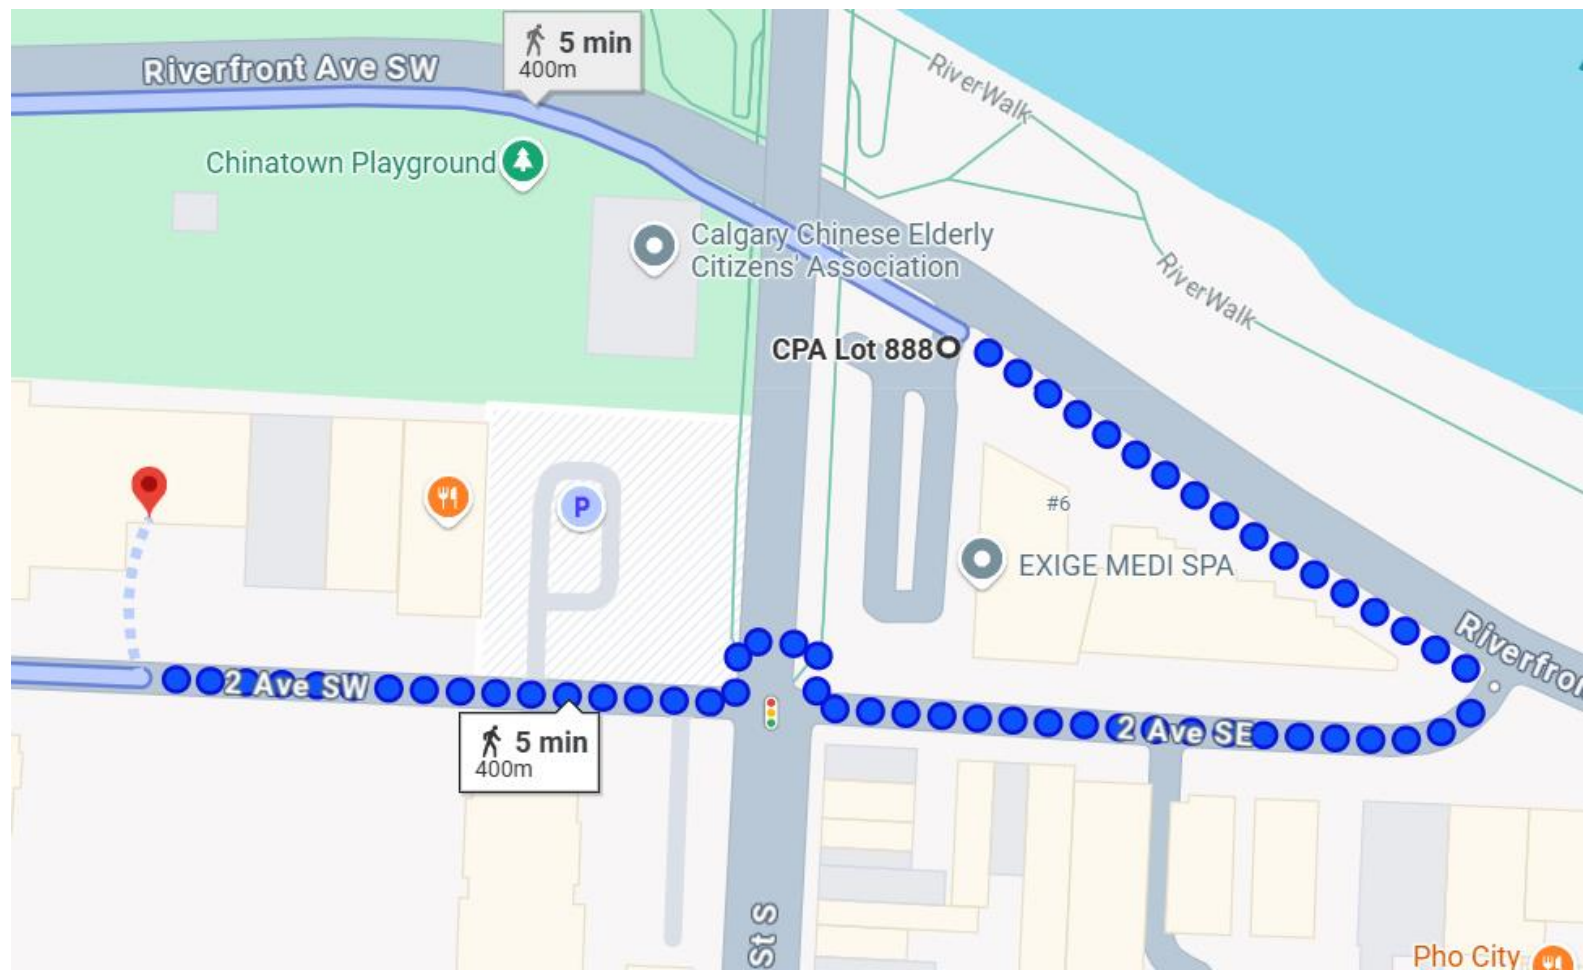 Riverfront Ave SW
5 min
400m
RiverWalk
Chinatown Playground
Calgary Chinese Elderly
Citizens' Association
RiverWalk
CPA Lot 888
P
#6
EXIGE MEDI SPA
Riverfron
2 Ave SW
5 min
400m
2 Ave SE
St S
Pho City